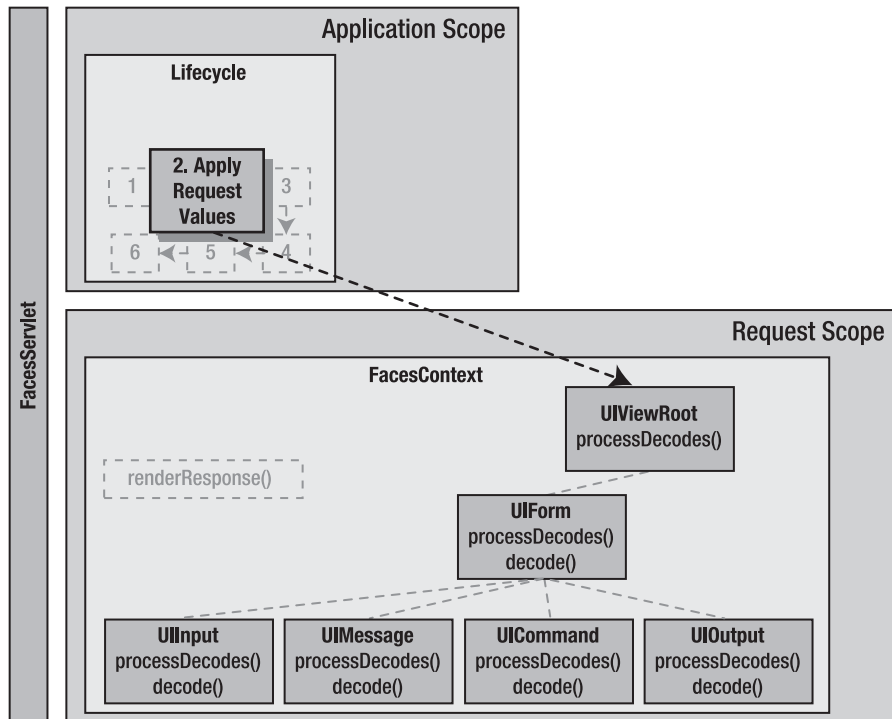 FacesServlet
Application Scope
Lifecycle
1
2. Apply
Request
Values
3
6
5
4
Request Scope
FacesContext
UIViewRoot
processDecodes()
renderResponse()
UIForm
processDecodes()
decode()
UIInput
processDecodes()
decode()
UIMessage
processDecodes()
decode()
UICommand
processDecodes()
decode()
UIOutput
processDecodes()
decode()